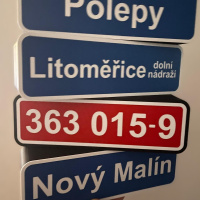 Polepy
Litoměřice dolní
nádraží
363 015-9
Nový Malín